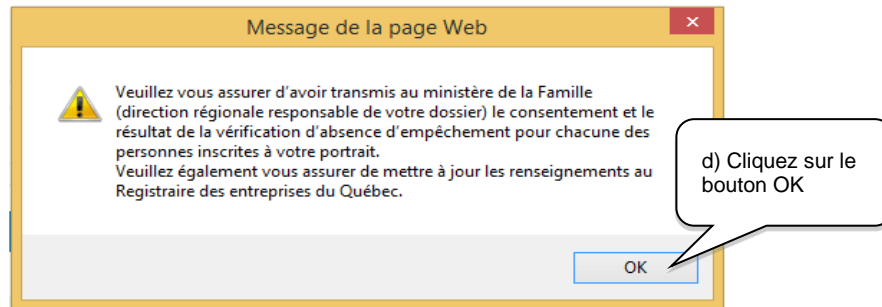 Message de la page Web
Veuillez vous assurer d'avoir transmis au ministère de la Famille
(direction régionale responsable de votre dossier) le consentement et le
résultat de la vérification d'absence d'empêchement pour chacune des
personnes inscrites à votre portrait.
Veuillez également vous assurer de mettre à jour les renseignements au
Registraire des entreprises du Québec.
d) Cliquez sur le
bouton OK
OK